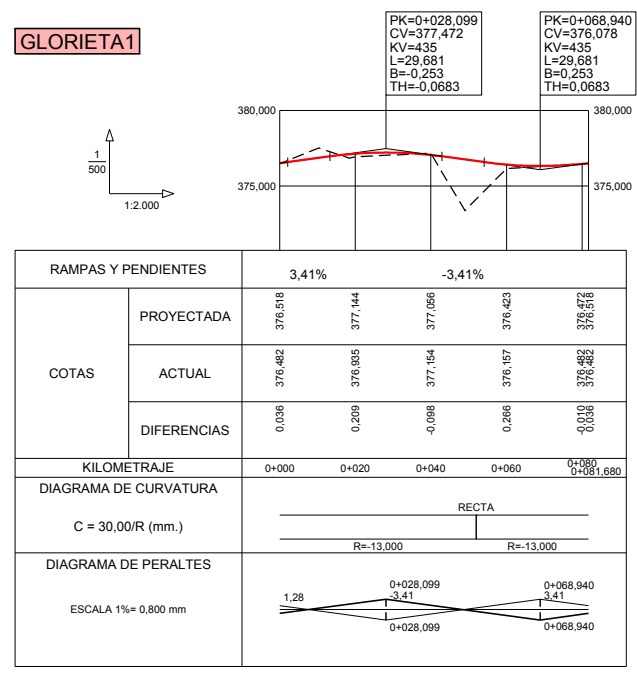 GLORIETA1
PK=0+028,099
CV=377,472
KV=435
L=29,681
B=-0,253
TH=-0,0683
PK=0+068,940
CV=376,078
KV=435
L=29,681
B=0,253
TH=0,0683
380,000
380,000
1
500
1:2.000
375,000
375,000
RAMPAS Y PENDIENTES
3,41%
-3,41%
COTAS
PROYECTADA
376,518
377,144
377,056
376,423
376,472
376,518
ACTUAL
376,482
376,935
377,154
376,157
376,482
376,482
DIFERENCIAS
0,036
0,209
-0,098
0,266
-0,010
0,036
KILOMETRAJE
0+000
0+020
0+040
0+060
0+080
0+081,680
DIAGRAMA DE CURVATURA
C = 30,00/R (mm.)
RECTA
R=-13,000
R=-13,000
DIAGRAMA DE PERALTES
ESCALA 1%= 0,800 mm
1,28
0+028,099
-3,41
0+028,099
0+068,940
3,41
0+068,940